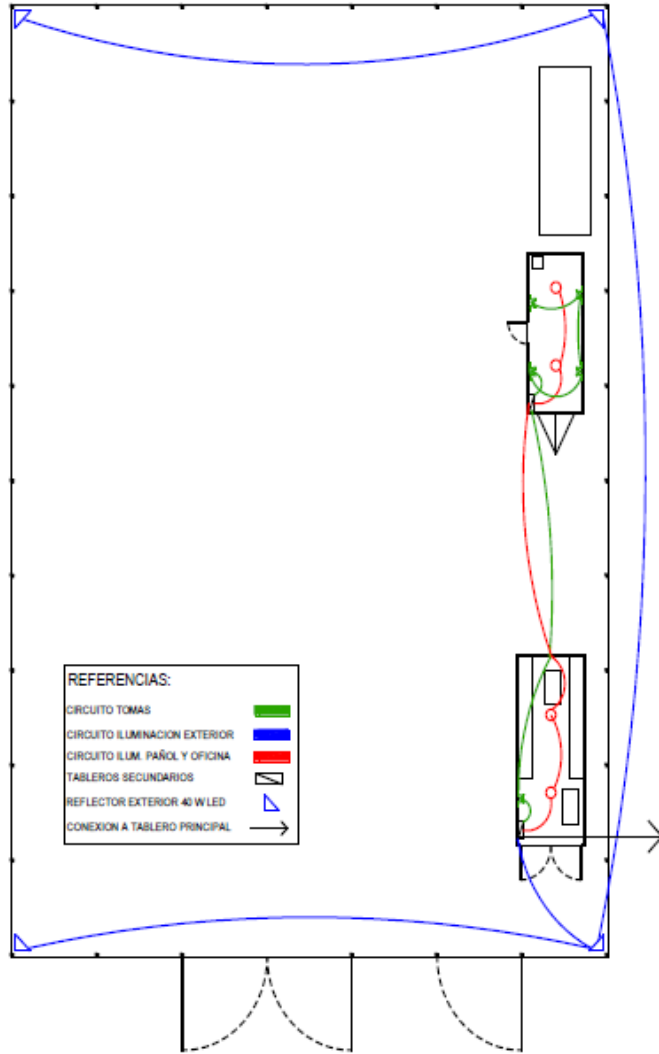 REFERENCIAS:
CIRCUITO TOMAS
CIRCUITO ILUMINACION EXTERIOR
CIRCUITO ILUM. PAÑOL Y OFICINA
TABLEROS SECUNDARIOS
REFLECTOR EXTERIOR 40 W LED
CONEXION A TABLERO PRINCIPAL